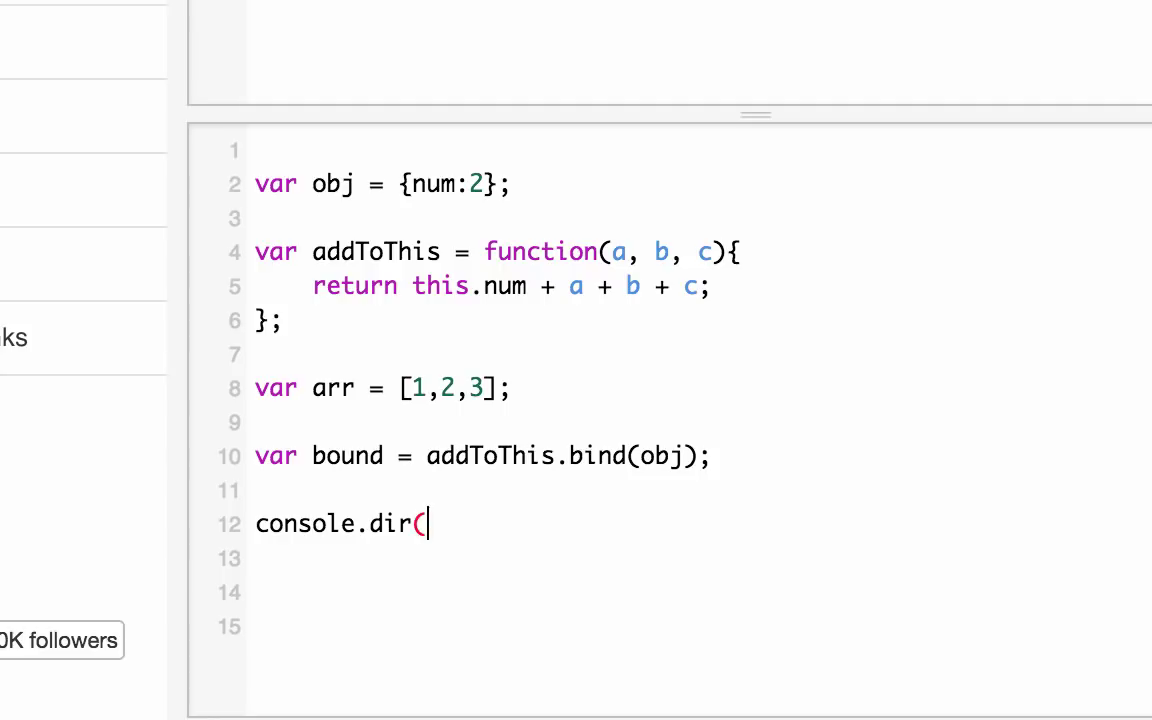 1
2 var obj = {num:2};
3
4 var addToThis = function(a, b, c){
5     return this.num + a + b + c;
6 };
7
8 var arr = [1,2,3];
9
10 var bound = addToThis.bind(obj);
11
12 console.dir(
13
14
15
ks
0K followers